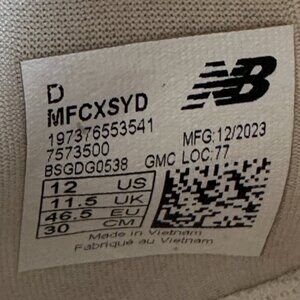 D
MFCXSYD
NB
197376553541
7573500
MFG:12/2023
BSGDG0538 GMC LOC:77
12 US
11.5 UK
46.5 EU
30 CM
Made in Vietnam
Fabriqué au Vietnam